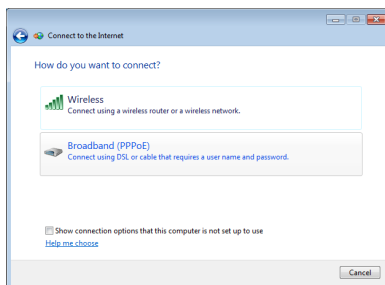 Connect to the Internet
How do you want to connect?
Wireless
Connect using a wireless router or a wireless network.
Broadband (PPPoE)
Connect using DSL or cable that requires a user name and password.
Show connection options that this computer is not set up to use
Help me choose
Cancel